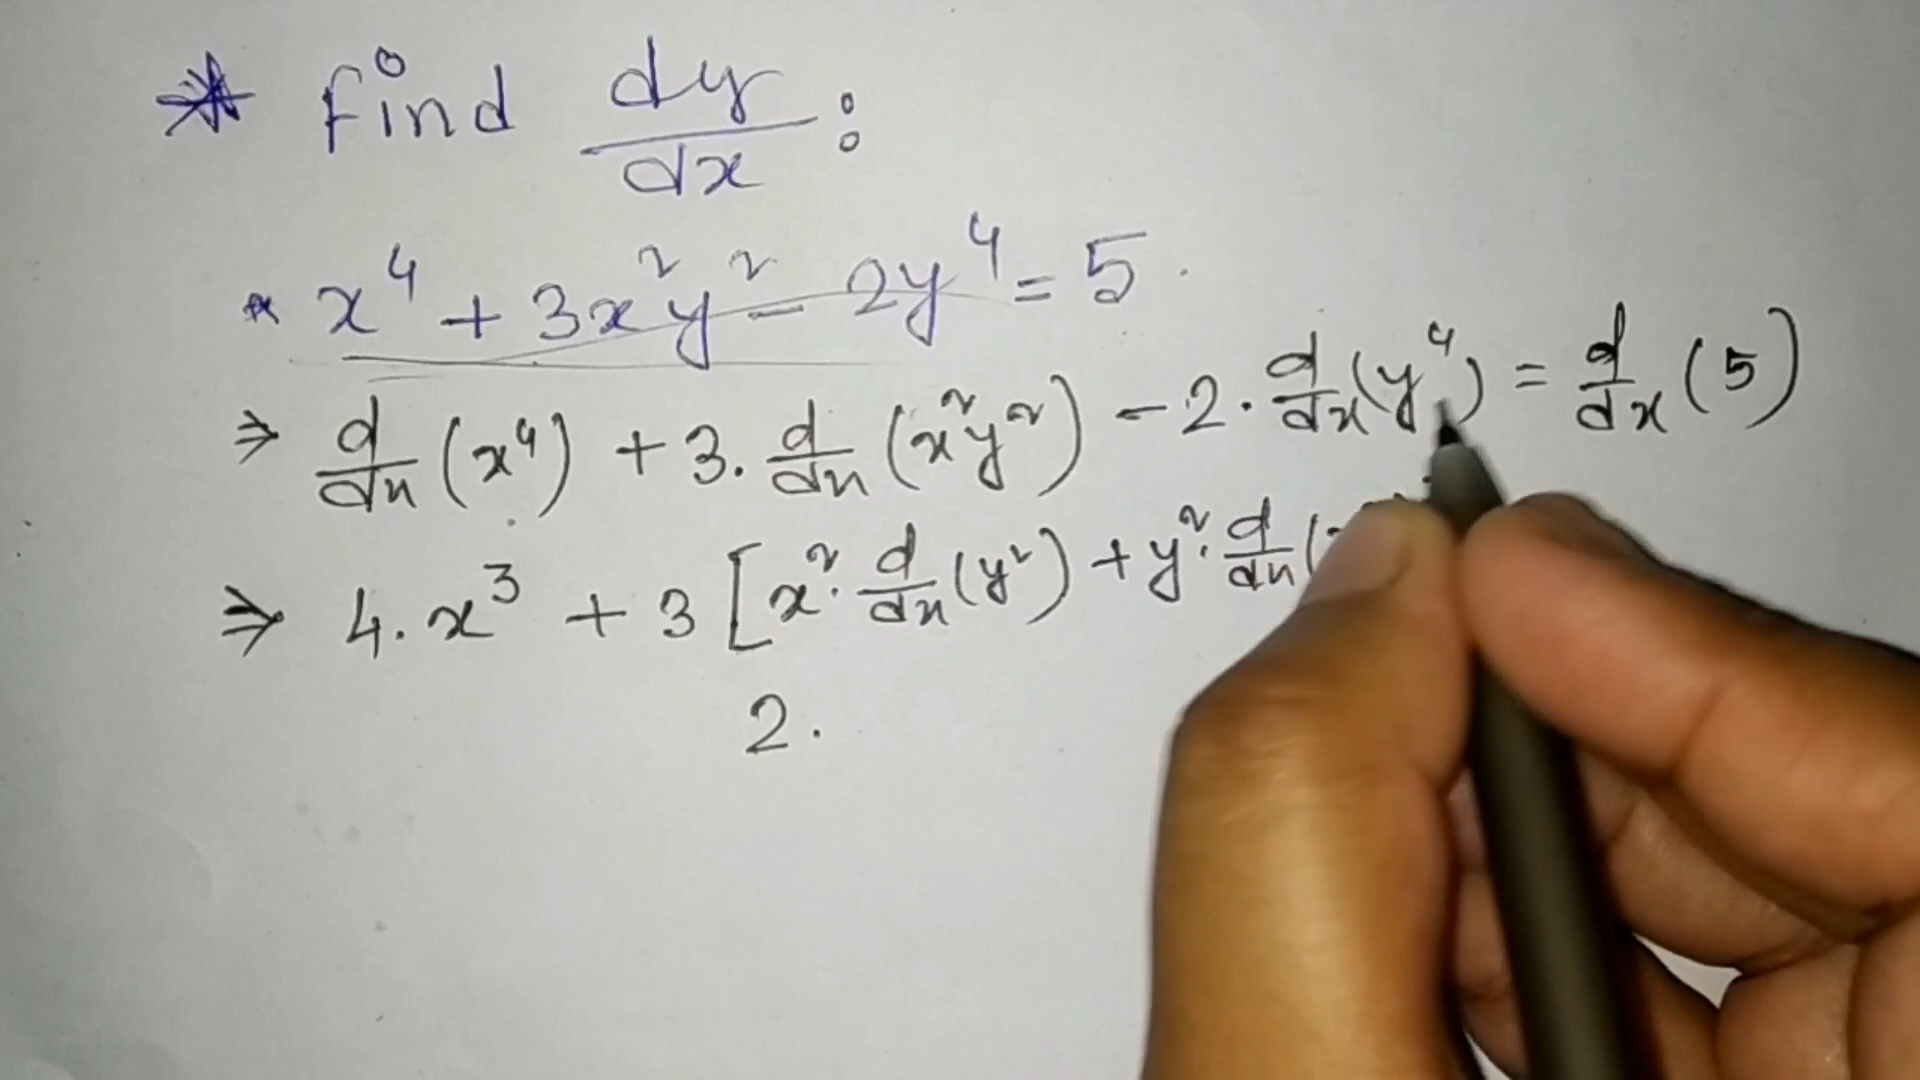 * Find dy/dx :
* x⁴ + 3x²y² - 2y⁴ = 5
⇒ d/dx (x⁴) + 3. d/dx (x²y²) - 2. d/dx (y⁴) = d/dx (5)
⇒ 4. x³ + 3 [x². d/dx (y²) + y². d/dx (
2.